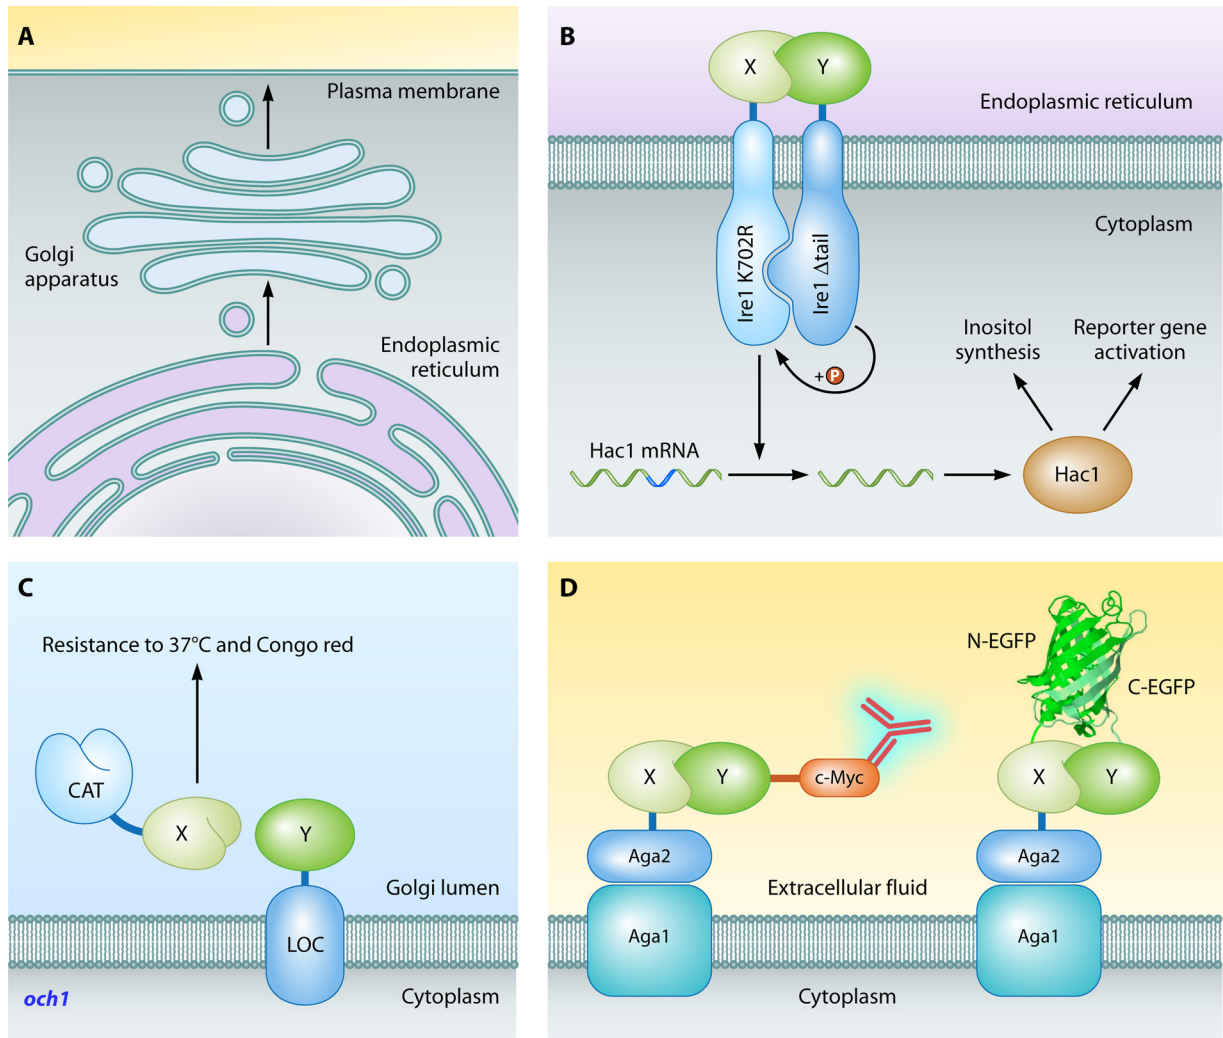 A
Plasma membrane
Golgi
apparatus
Endoplasmic
reticulum
B
X
Y
Endoplasmic reticulum
Cytoplasm
Ire1 K702R
Ire1 Δtail
Inositol
synthesis
Reporter gene
activation
+P
Hac1 mRNA
Hac1
C
Resistance to 37°C and Congo red
CAT
X
Y
Golgi lumen
LOC
och1
Cytoplasm
D
N-EGFP
C-EGFP
X
Y
c-Myc
X
Y
Aga2
Aga2
Extracellular fluid
Aga1
Aga1
Cytoplasm